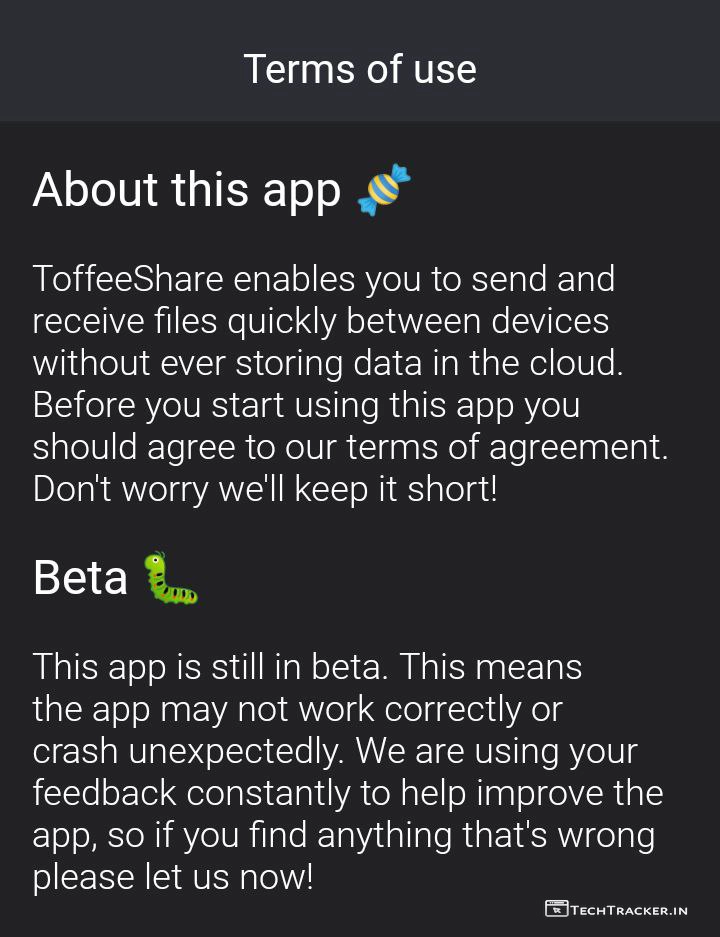 Terms of use
About this app 🍬
ToffeeShare enables you to send and
receive files quickly between devices
without ever storing data in the cloud.
Before you start using this app you
should agree to our terms of agreement.
Don't worry we'll keep it short!
Beta 🐛
This app is still in beta. This means
the app may not work correctly or
crash unexpectedly. We are using your
feedback constantly to help improve the
app, so if you find anything that's wrong
please let us now!
TECHTRACKER.IN